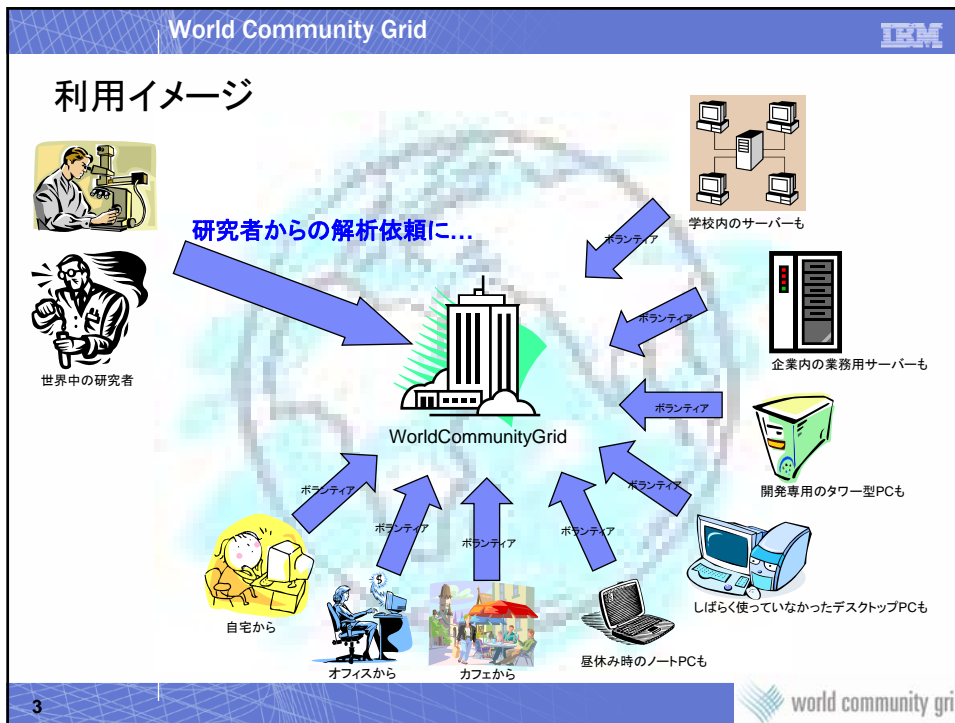 World Community Grid
IBM
利用イメージ
研究者からの解析依頼に...
世界中の研究者
WorldCommunityGrid
ボランティア
学校内のサーバーも
ボランティア
企業内の業務用サーバーも
ボランティア
開発専用のタワー型PCも
ボランティア
しばらく使っていなかったデスクトップPCも
ボランティア
昼休み時のノートPCも
ボランティア
カフェから
ボランティア
オフィスから
ボランティア
自宅から
3
world community gri